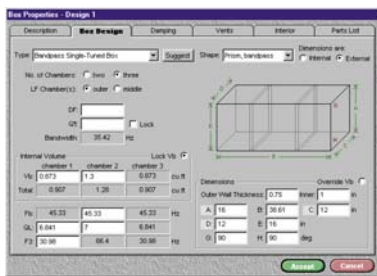 Box Properties - Design 1
Description Box Design Damping Vents Interior Parts List
Type: Bandpass Single-Tuned Box Suggest Shape: Prism, bandpass Dimensions are: Internal External
No. of Chambers: two three
LF Chamber(s): outer middle
DF:
Lock
Bandwidth: 35.42 Hz
Internal Volume Lock Vb
chamber 1 chamber 2 chamber 3
Vb: 0.873 1.3 0.873 cu ft
Total: 0.907 1.28 0.907 cu ft
Fb: 45.33 45.33 45.33 Hz
QL: 6.841 7 6.841
F3: 30.98 66.4 30.98 Hz
Dimensions Override Vb
Outer Wall Thickness: 0.75 Inner: 1 in
A: 16 B: 38.61 C: 12 in
D: 12 E: 16 in
G: 90 H: 90 deg
Accept Cancel